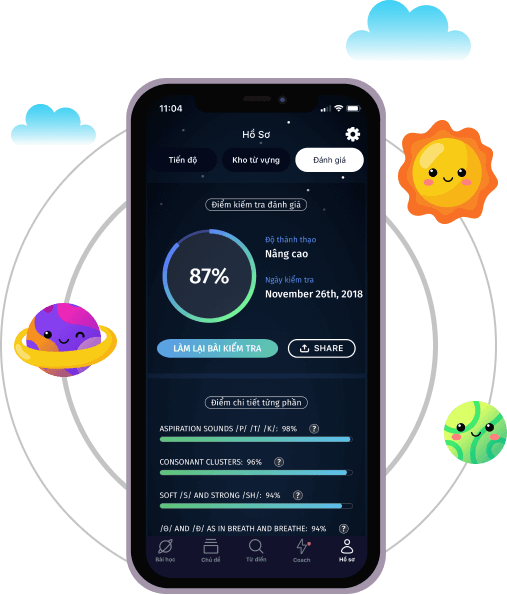 11:04
Hồ Sơ
Tiến độ
Kho từ vựng
Đánh giá
Điểm kiểm tra đánh giá
87%
Độ thành thạo
Nâng cao
Ngày kiểm tra
November 26th, 2018
LÀM LẠI BÀI KIỂM TRA
SHARE
Điểm chi tiết từng phần
ASPIRATION SOUNDS /P/ /T/ /K/: 98% ?
CONSONANT CLUSTERS: 96% ?
SOFT /S/ AND STRONG /SH/: 94% ?
/Θ/ AND /Ð/ AS IN BREATH AND BREATHE: 94% ?
Bài học
Chủ đề
Từ điển
Coach
Hồ sơ